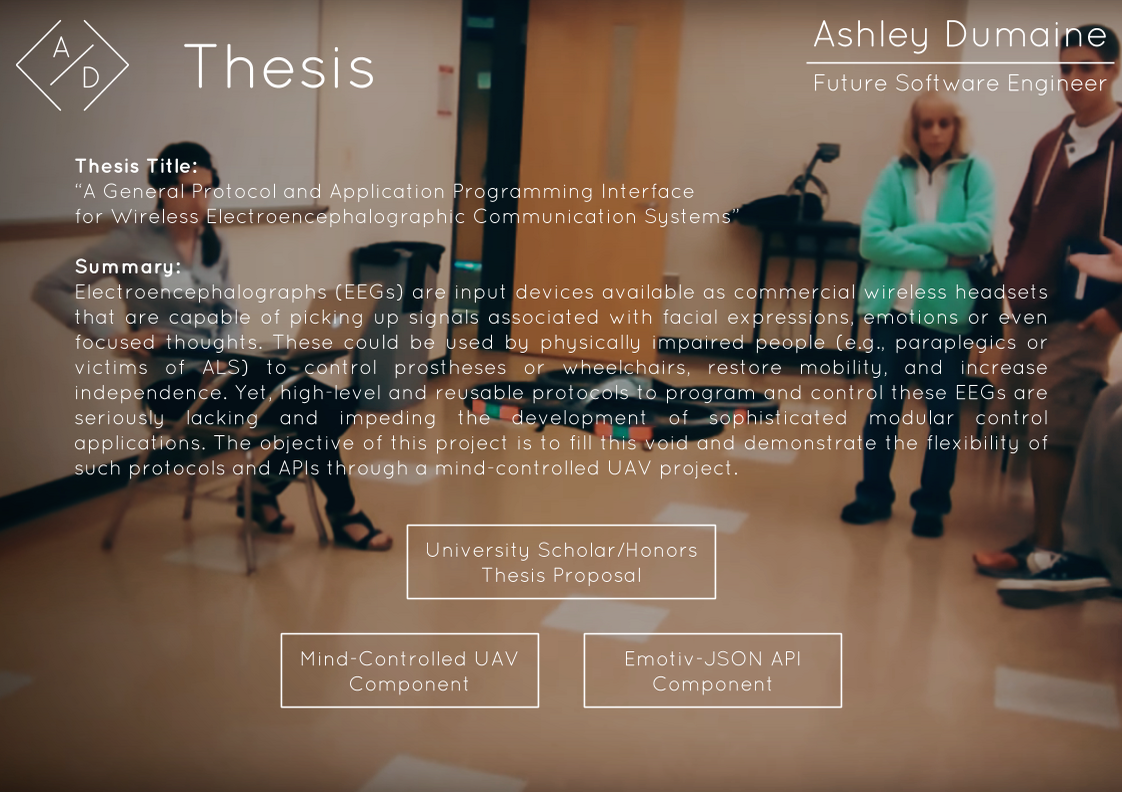 A
D
Thesis
Ashley Dumaine
Future Software Engineer
Thesis Title:
“A General Protocol and Application Programming Interface
for Wireless Electroencephalographic Communication Systems”
Summary:
Electroencephalographs (EEGs) are input devices available as commercial wireless headsets
that are capable of picking up signals associated with facial expressions, emotions or even
focused thoughts. These could be used by physically impaired people (e.g., paraplegics or
victims of ALS) to control prostheses or wheelchairs, restore mobility, and increase
independence. Yet, high-level and reusable protocols to program and control these EEGs are
seriously lacking and impeding the development of sophisticated modular control
applications. The objective of this project is to fill this void and demonstrate the flexibility of
such protocols and APIs through a mind-controlled UAV project.
University Scholar/Honors
Thesis Proposal
Mind-Controlled UAV
Component
Emotiv-JSON API
Component